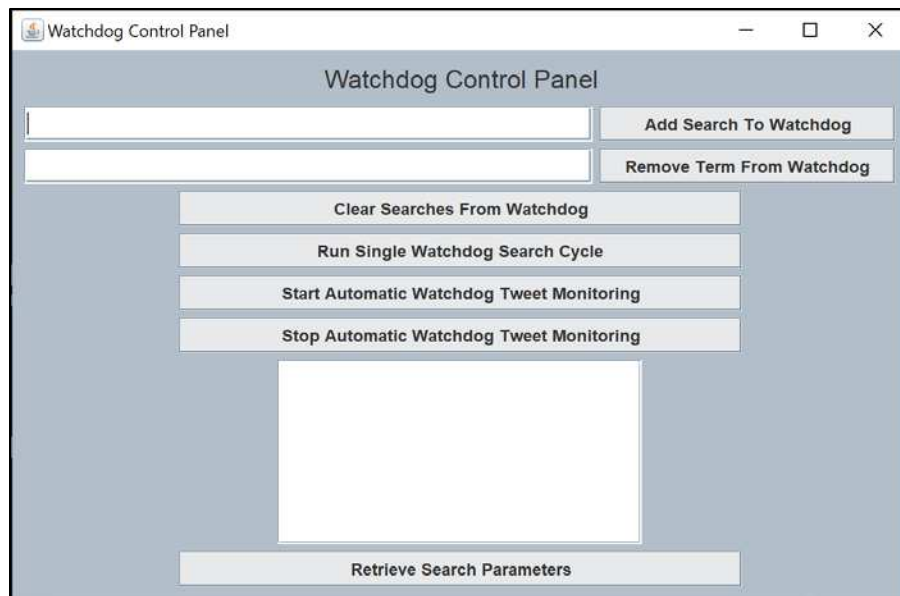 Watchdog Control Panel
Watchdog Control Panel
Add Search To Watchdog
Remove Term From Watchdog
Clear Searches From Watchdog
Run Single Watchdog Search Cycle
Start Automatic Watchdog Tweet Monitoring
Stop Automatic Watchdog Tweet Monitoring
Retrieve Search Parameters